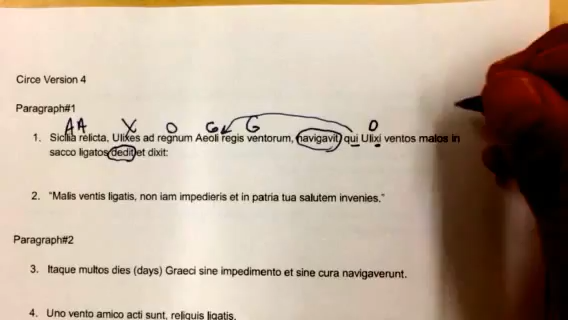 Circe Version 4
Paragraph#1
AA X O G G D
1. Sicilia relicta, Ulixes ad regnum Aeoli regis ventorum, navigavit, qui Ulixi ventos malos in
sacco ligatos dedit et dixit:
2. "Malis ventis ligatis, non iam impedieris et in patria tua salutem invenies."
Paragraph#2
3. Itaque multos dies (days) Graeci sine impedimento et sine cura navigaverunt.
4. Uno vento amico acti sunt, reliquis ligatis.